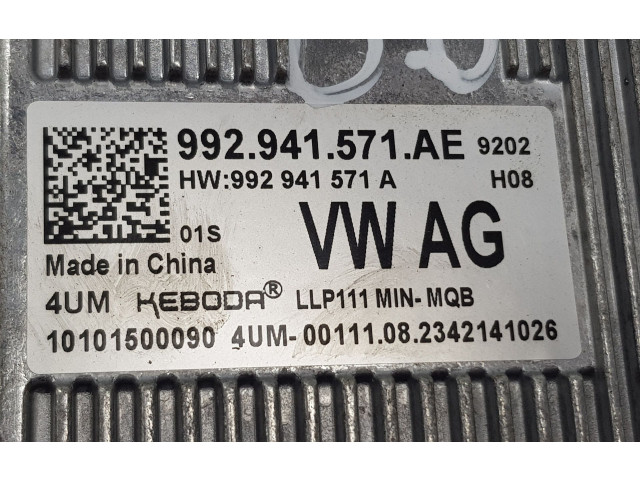 992.941.571.AE 9202
HW:992 941 571 A H08
01S VW AG
Made in China
4UM KEBODA® LLP111 MIN- MQB
10101500090 4UM- 00111.08.2342141026